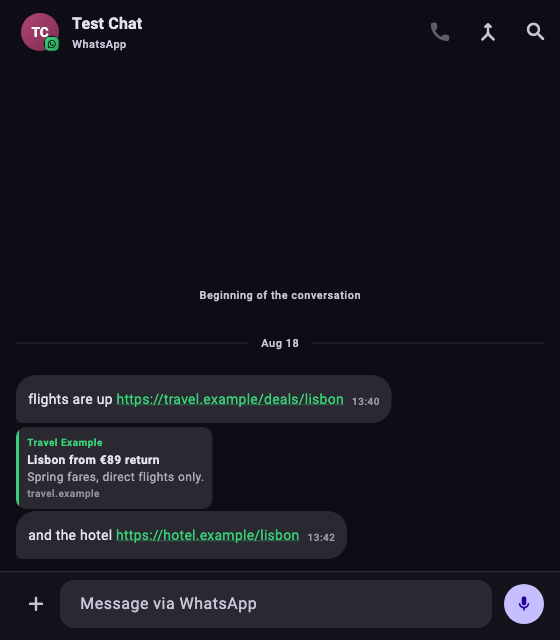 TC
Test Chat
WhatsApp
Beginning of the conversation
Aug 18
flights are up https://travel.example/deals/lisbon 13:40
Travel Example
Lisbon from €89 return
Spring fares, direct flights only.
travel.example
and the hotel https://hotel.example/lisbon 13:42
Message via WhatsApp